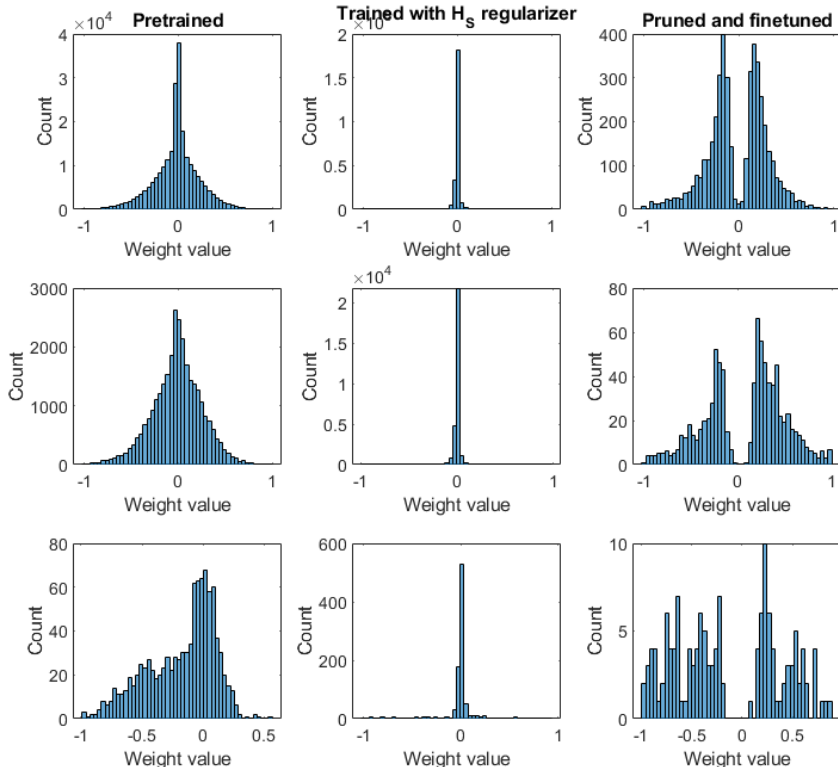 Pretrained
Trained with H_S regularizer
Pruned and finetuned
×10^4
4
3
2
1
0
Count
-1 0 1
Weight value
2
1.5
1
0.5
0
Count
-1 0 1
Weight value
400
300
200
100
0
Count
-1 0 1
Weight value
3000
2000
1000
0
Count
-1 0 1
Weight value
×10^4
2
1.5
1
0.5
0
Count
-1 0 1
Weight value
80
60
40
20
0
Count
-1 0 1
Weight value
80
60
40
20
0
Count
-1 -0.5 0 0.5
Weight value
600
400
200
0
Count
-1 0 1
Weight value
10
5
0
Count
-1 -0.5 0 0.5
Weight value